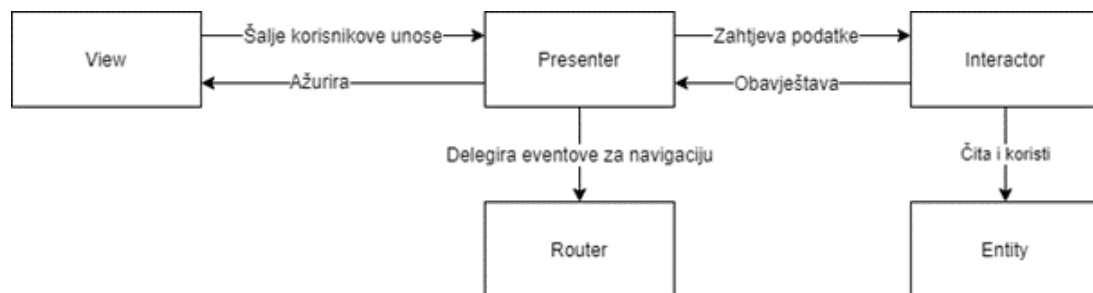 Šalje korisnikove unose
Zahtjeva podatke
View
Presenter
Interactor
Ažurira
Obavještava
Delegira eventove za navigaciju
Čita i koristi
Router
Entity